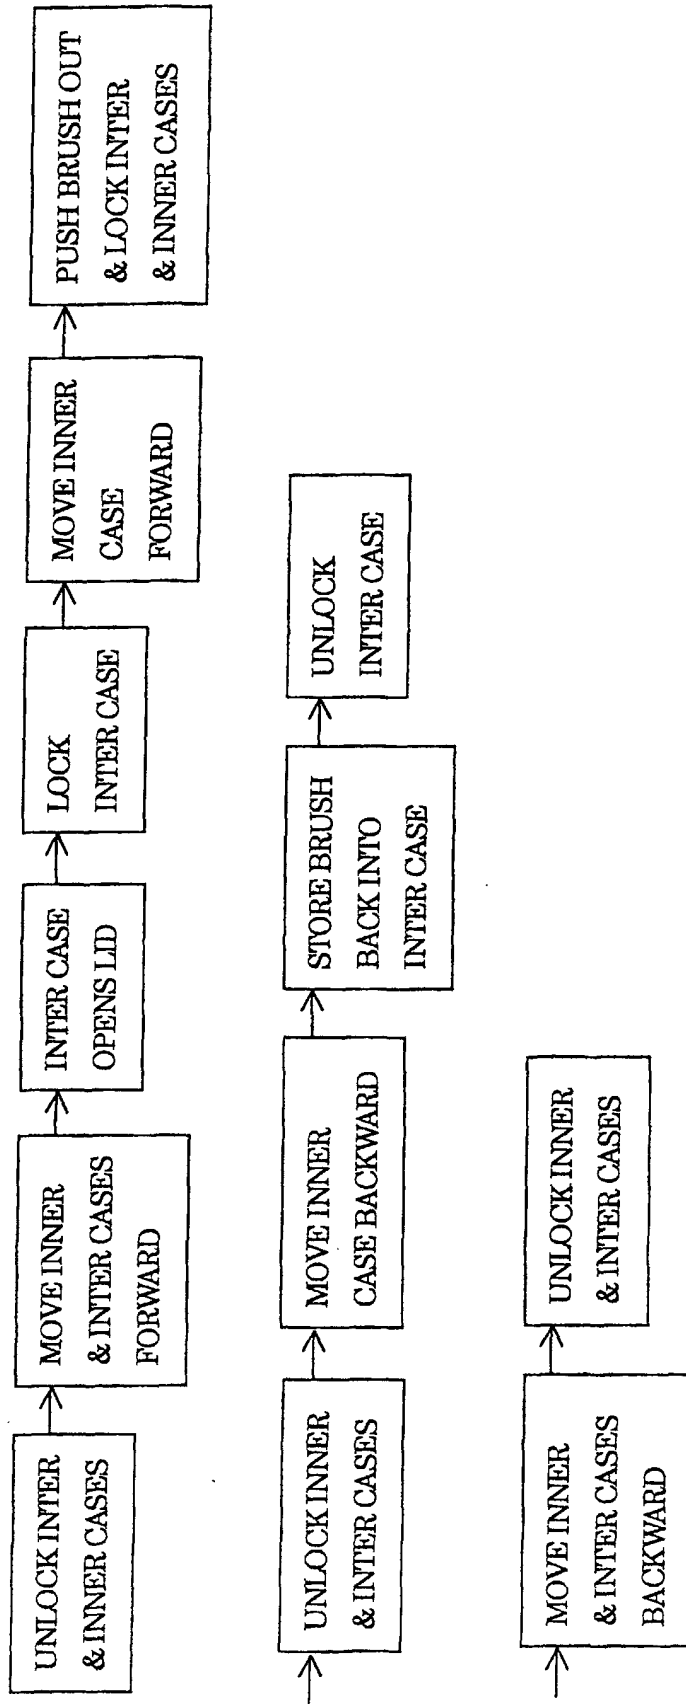 UNLOCK INTER
& INNER CASES
MOVE INNER
& INTER CASES
FORWARD
INTER CASE
OPENS LID
LOCK
INTER CASE
MOVE INNER
CASE
FORWARD
PUSH BRUSH OUT
& LOCK INTER
& INNER CASES
UNLOCK INNER
& INTER CASES
MOVE INNER
CASE BACKWARD
STORE BRUSH
BACK INTO
INTER CASE
UNLOCK
INTER CASE
MOVE INNER
& INTER CASES
BACKWARD
UNLOCK INNER
& INTER CASES